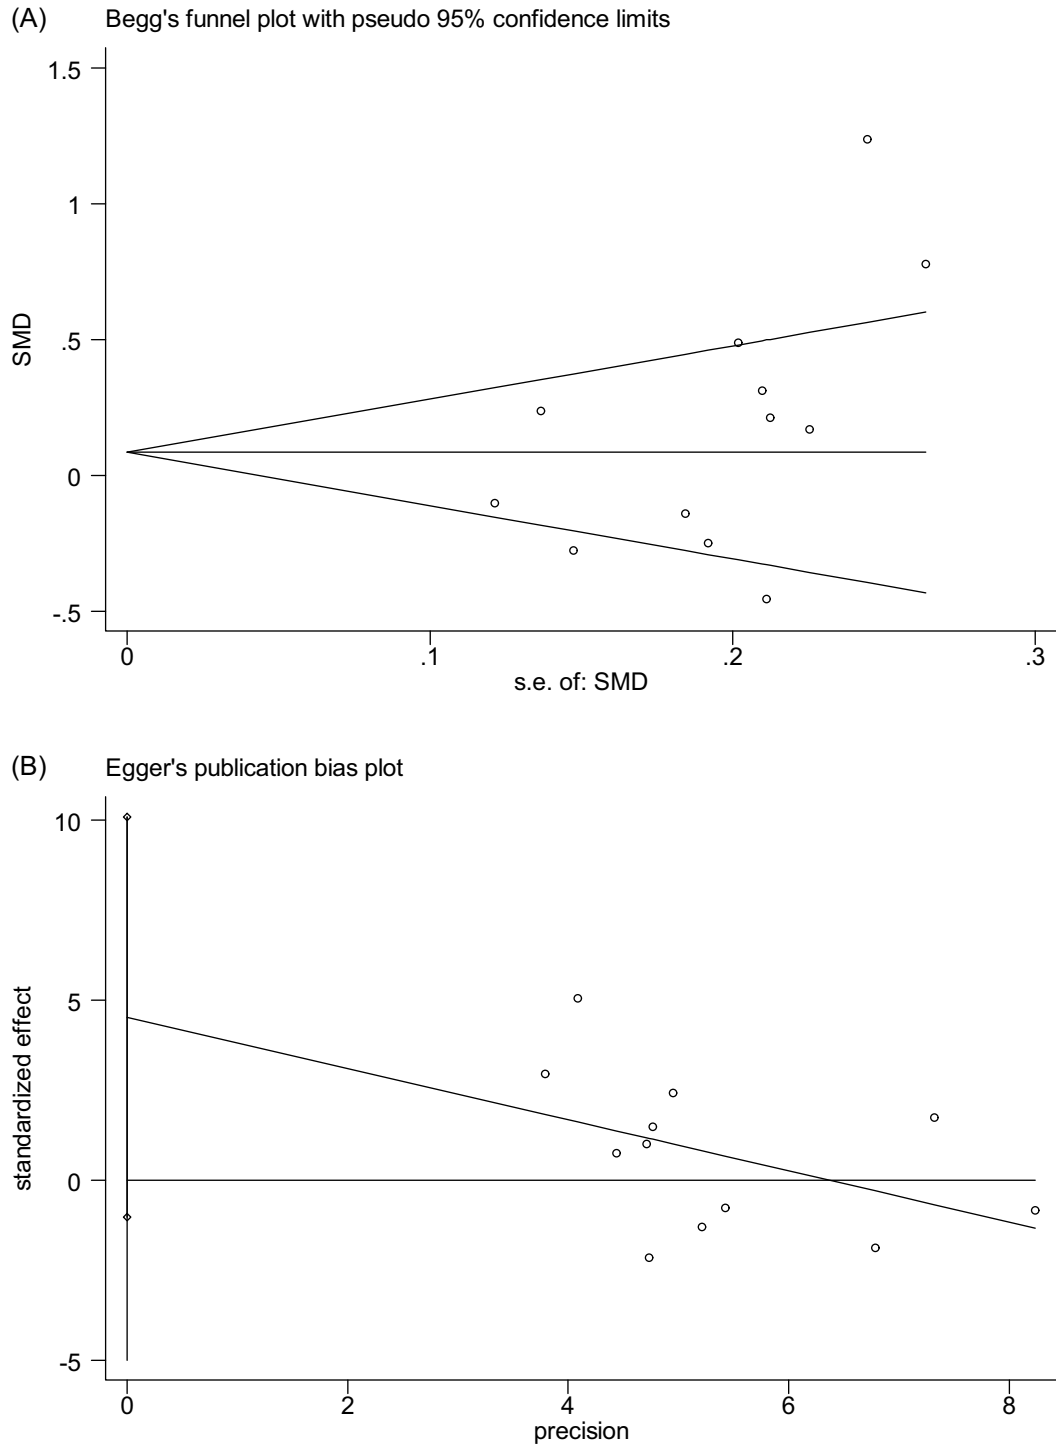 (A) Begg's funnel plot with pseudo 95% confidence limits
1.5
1
.5
0
-.5
SMD
0 .1 .2 .3
s.e. of: SMD
(B) Egger's publication bias plot
10
5
0
-5
standardized effect
0 2 4 6 8
precision